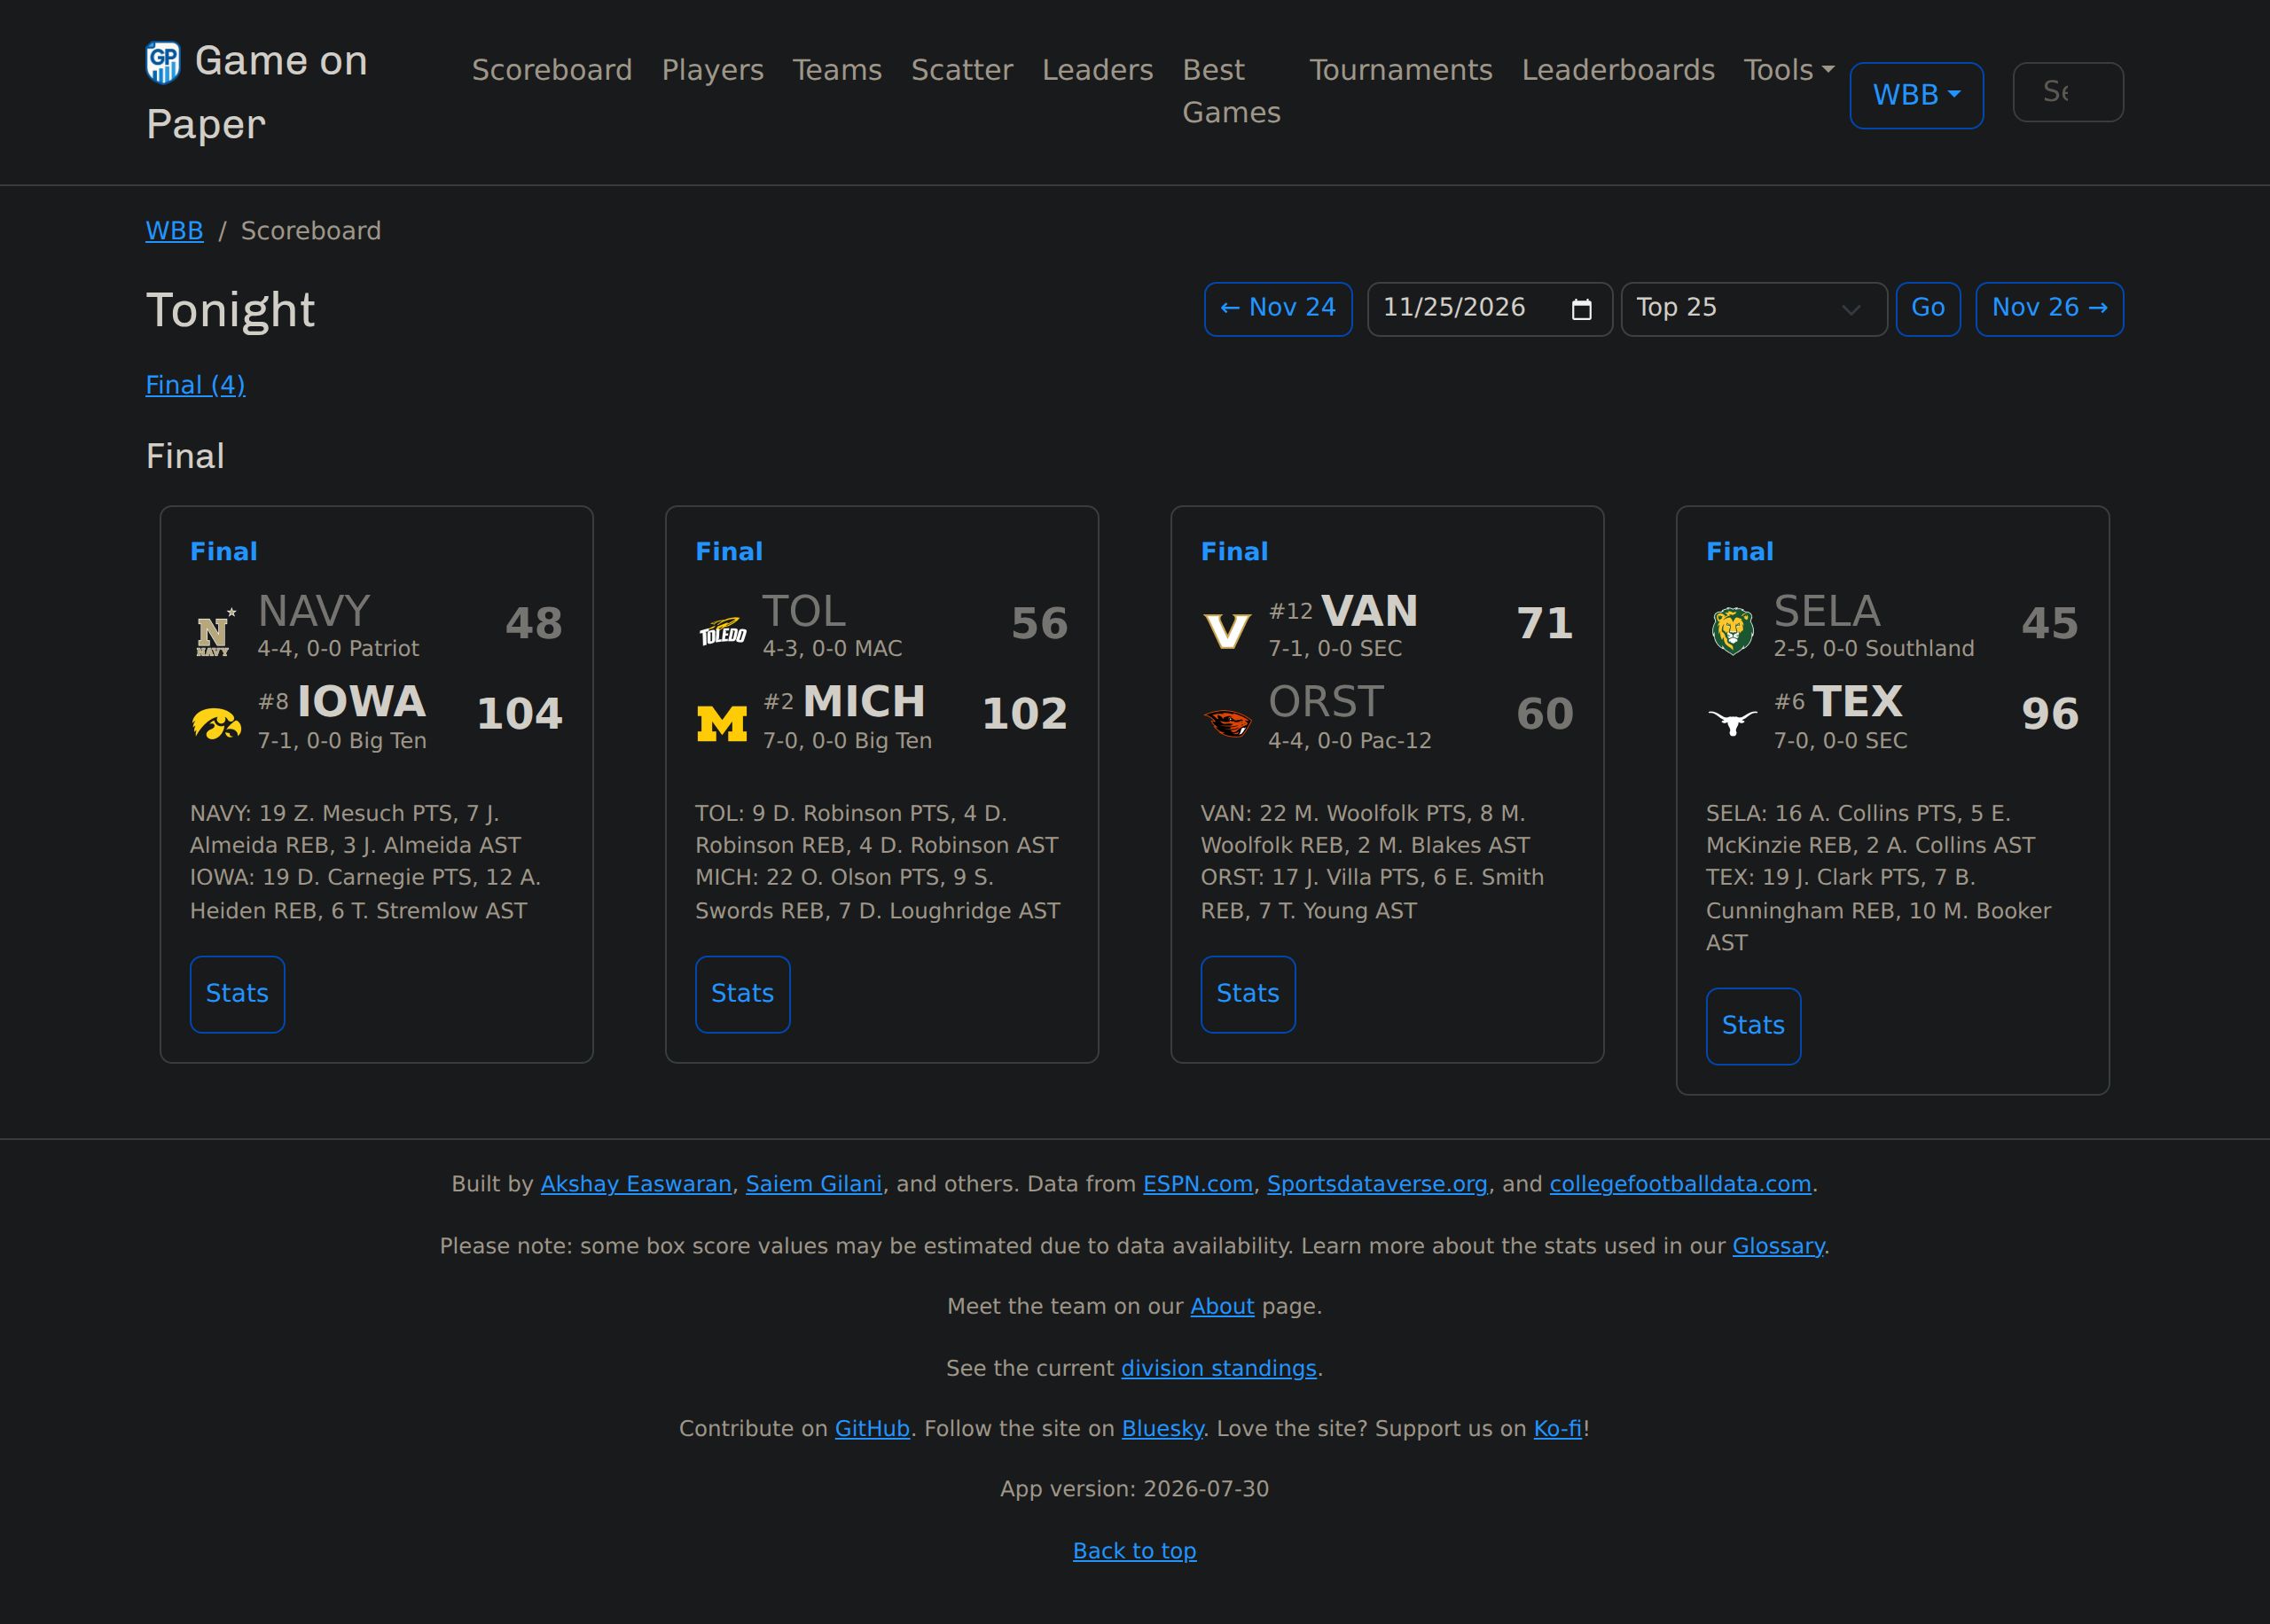 GP Game on
Paper
Scoreboard Players Teams Scatter Leaders Best
Games Tournaments Leaderboards Tools WBB Se
WBB / Scoreboard
Tonight
← Nov 24 11/25/2026 Top 25 Go Nov 26 →
Final (4)
Final
Final
NAVY 48
4-4, 0-0 Patriot
#8 IOWA 104
7-1, 0-0 Big Ten
NAVY: 19 Z. Mesuch PTS, 7 J.
Almeida REB, 3 J. Almeida AST
IOWA: 19 D. Carnegie PTS, 12 A.
Heiden REB, 6 T. Stremlow AST
Stats
Final
TOLEDO
TOL 56
4-3, 0-0 MAC
#2 MICH 102
7-0, 0-0 Big Ten
TOL: 9 D. Robinson PTS, 4 D.
Robinson REB, 4 D. Robinson AST
MICH: 22 O. Olson PTS, 9 S.
Swords REB, 7 D. Loughridge AST
Stats
Final
#12 VAN 71
7-1, 0-0 SEC
ORST 60
4-4, 0-0 Pac-12
VAN: 22 M. Woolfolk PTS, 8 M.
Woolfolk REB, 2 M. Blakes AST
ORST: 17 J. Villa PTS, 6 E. Smith
REB, 7 T. Young AST
Stats
Final
SELA 45
2-5, 0-0 Southland
#6 TEX 96
7-0, 0-0 SEC
SELA: 16 A. Collins PTS, 5 E.
McKinzie REB, 2 A. Collins AST
TEX: 19 J. Clark PTS, 7 B.
Cunningham REB, 10 M. Booker
AST
Stats
Built by Akshay Easwaran, Saiem Gilani, and others. Data from ESPN.com, Sportsdataverse.org, and collegefootballdata.com.
Please note: some box score values may be estimated due to data availability. Learn more about the stats used in our Glossary.
Meet the team on our About page.
See the current division standings.
Contribute on GitHub. Follow the site on Bluesky. Love the site? Support us on Ko-fi!
App version: 2026-07-30
Back to top